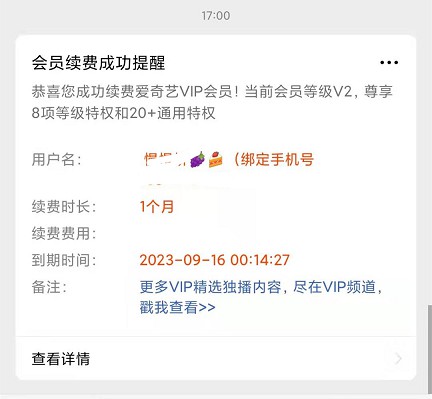 17:00
会员续费成功提醒
恭喜您成功续费爱奇艺VIP会员！当前会员等级V2，尊享
8项等级特权和20+通用特权
用户名： 🍇🍰（绑定手机号
续费时长： 1个月
续费费用：
到期时间： 2023-09-16 00:14:27
备注： 更多VIP精选独播内容，尽在VIP频道，
戳我查看>>
查看详情